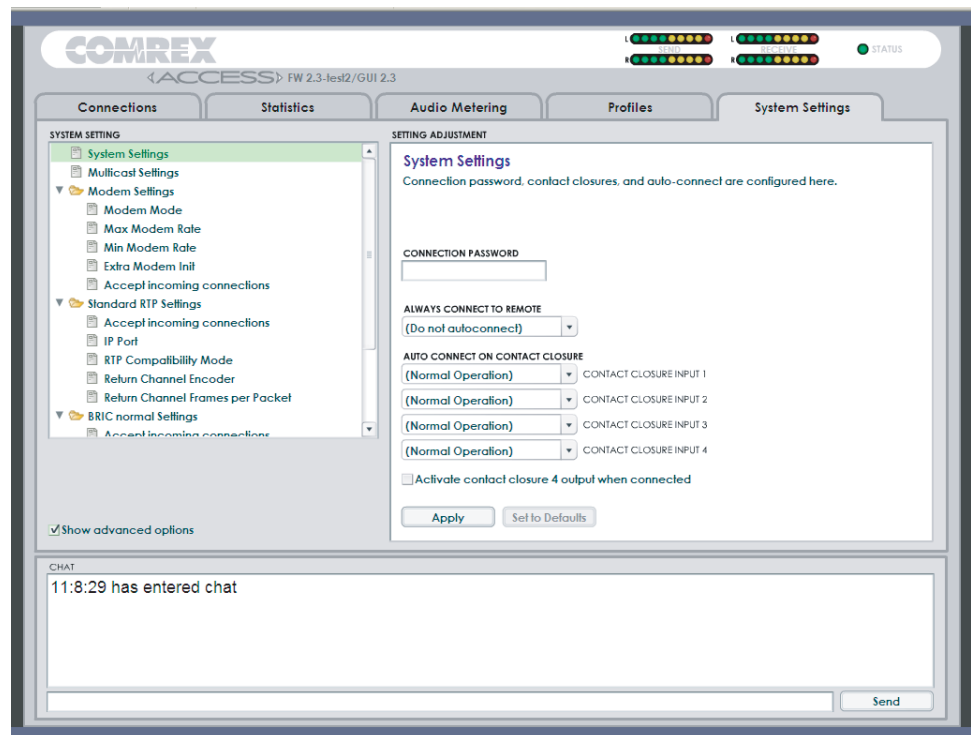 COMREX
ACCESS FW 2.3-test2/GUI 2.3
L SEND R
L RECEIVE R
STATUS
Connections
Statistics
Audio Metering
Profiles
System Settings
SYSTEM SETTING
System Settings
Multicast Settings
Modem Settings
Modem Mode
Max Modem Rate
Min Modem Rate
Extra Modem Init
Accept incoming connections
Standard RTP Settings
Accept incoming connections
IP Port
RTP Compatibility Mode
Return Channel Encoder
Return Channel Frames per Packet
BRIC normal Settings
Accept incoming connections
Show advanced options
SETTING ADJUSTMENT
System Settings
Connection password, contact closures, and auto-connect are configured here.
CONNECTION PASSWORD
ALWAYS CONNECT TO REMOTE
(Do not autoconnect)
AUTO CONNECT ON CONTACT CLOSURE
(Normal Operation) CONTACT CLOSURE INPUT 1
(Normal Operation) CONTACT CLOSURE INPUT 2
(Normal Operation) CONTACT CLOSURE INPUT 3
(Normal Operation) CONTACT CLOSURE INPUT 4
Activate contact closure 4 output when connected
Apply
Set to Defaults
CHAT
11:8:29 has entered chat
Send